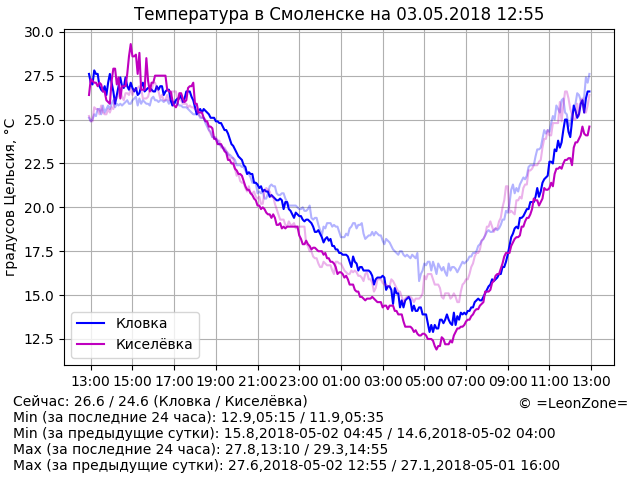 Температура в Смоленске на 03.05.2018 12:55
30.0
27.5
25.0
22.5
20.0
17.5
15.0
12.5
градусов Цельсия, °C
Кловка
Киселёвка
13:00 15:00 17:00 19:00 21:00 23:00 01:00 03:00 05:00 07:00 09:00 11:00 13:00
Сейчас: 26.6 / 24.6 (Кловка / Киселёвка)
© =LeonZone=
Min (за последние 24 часа): 12.9,05:15 / 11.9,05:35
Min (за предыдущие сутки): 15.8,2018-05-02 04:45 / 14.6,2018-05-02 04:00
Max (за последние 24 часа): 27.8,13:10 / 29.3,14:55
Max (за предыдущие сутки): 27.6,2018-05-02 12:55 / 27.1,2018-05-01 16:00